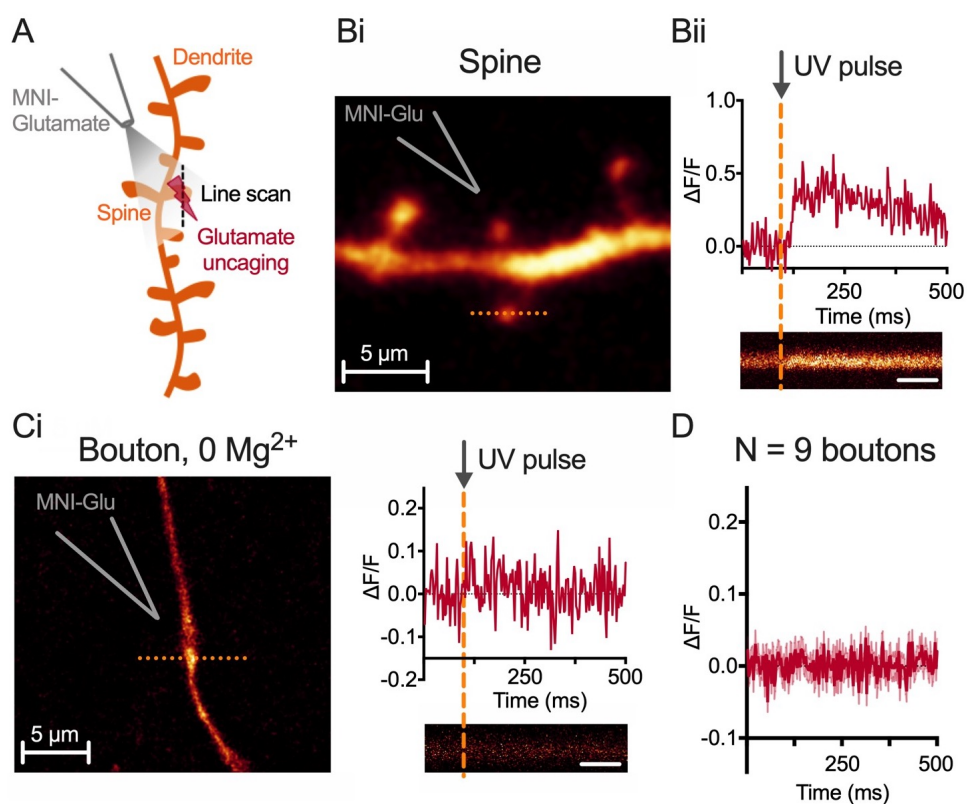 A
Dendrite
MNI-
Glutamate
Line scan
Spine
Glutamate
uncaging
Bi
Spine
MNI-Glu
5 µm
Bii
UV pulse
1.0
0.5
0.0
ΔF/F
250
500
Time (ms)
Ci
Bouton, 0 Mg²⁺
MNI-Glu
5 µm
UV pulse
0.2
0.1
0.0
-0.1
-0.2
ΔF/F
250
500
Time (ms)
D
N = 9 boutons
0.2
0.1
0.0
-0.1
ΔF/F
250
500
Time (ms)